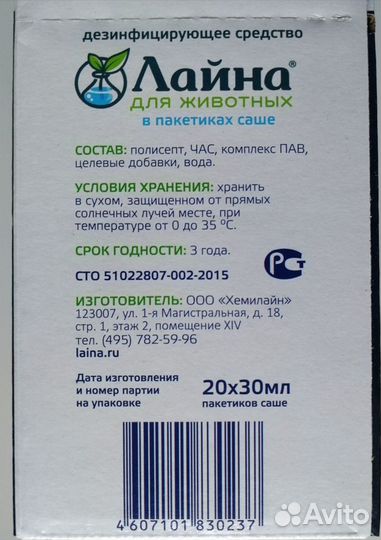 дезинфицирующее средство
Лайна®
для животных
в пакетиках саше
СОСТАВ: полисепт, ЧАС, комплекс ПАВ,
целевые добавки, вода.
УСЛОВИЯ ХРАНЕНИЯ: хранить
в сухом, защищенном от прямых
солнечных лучей месте, при
температуре от 0 до 35 °C.
СРОК ГОДНОСТИ: 3 года.
СТО 51022807-002-2015
РСТ
ИЗГОТОВИТЕЛЬ: ООО «Хемилайн»
123007, ул. 1-я Магистральная, д. 18,
стр. 1, этаж 2, помещение XIV
тел. (495) 782-59-96
laina.ru
Дата изготовления
и номер партии
на упаковке
20х30мл
пакетиков саше
4 607101 830237
Avito